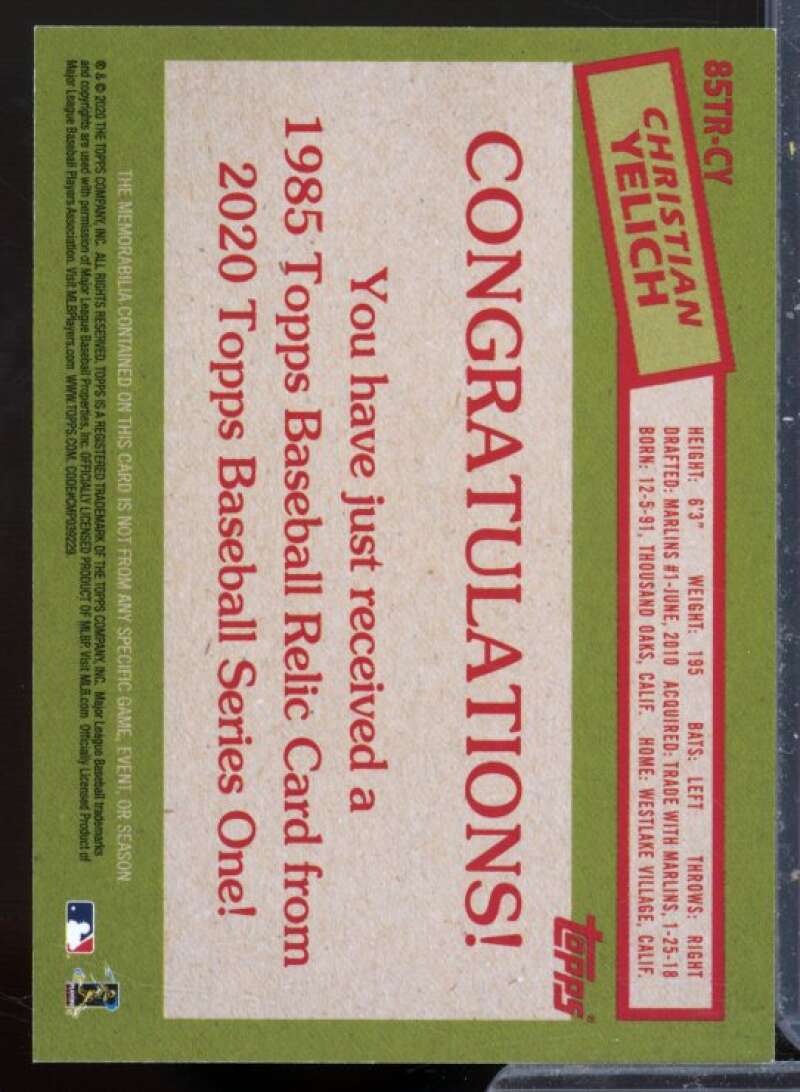 85TR-CY
CHRISTIAN
YELICH
HEIGHT: 6'3" WEIGHT: 195 BATS: LEFT THROWS: RIGHT
DRAFTED: MARLINS #1-JUNE, 2010 ACQUIRED: TRADE WITH MARLINS, 1-25-18
BORN: 12-5-91, THOUSAND OAKS, CALIF. HOME: WESTLAKE VILLAGE, CALIF.
topps®
CONGRATULATIONS!
You have just received a
1985 Topps Baseball Relic Card from
2020 Topps Baseball Series One!
THE MEMORABILIA CONTAINED ON THIS CARD IS NOT FROM ANY SPECIFIC GAME, EVENT, OR SEASON
® & © 2020 THE TOPPS COMPANY, INC. ALL RIGHTS RESERVED. TOPPS IS A REGISTERED TRADEMARK OF THE TOPPS COMPANY, INC. Major League Baseball trademarks
and copyrights are used with permission of Major League Baseball Properties, Inc. OFFICIALLY LICENSED PRODUCT OF MLBP. Visit MLB.com Officially Licensed Product of
Major League Baseball Players Association. Visit MLBPlayers.com WWW.TOPPS.COM. CODE#CMP039229